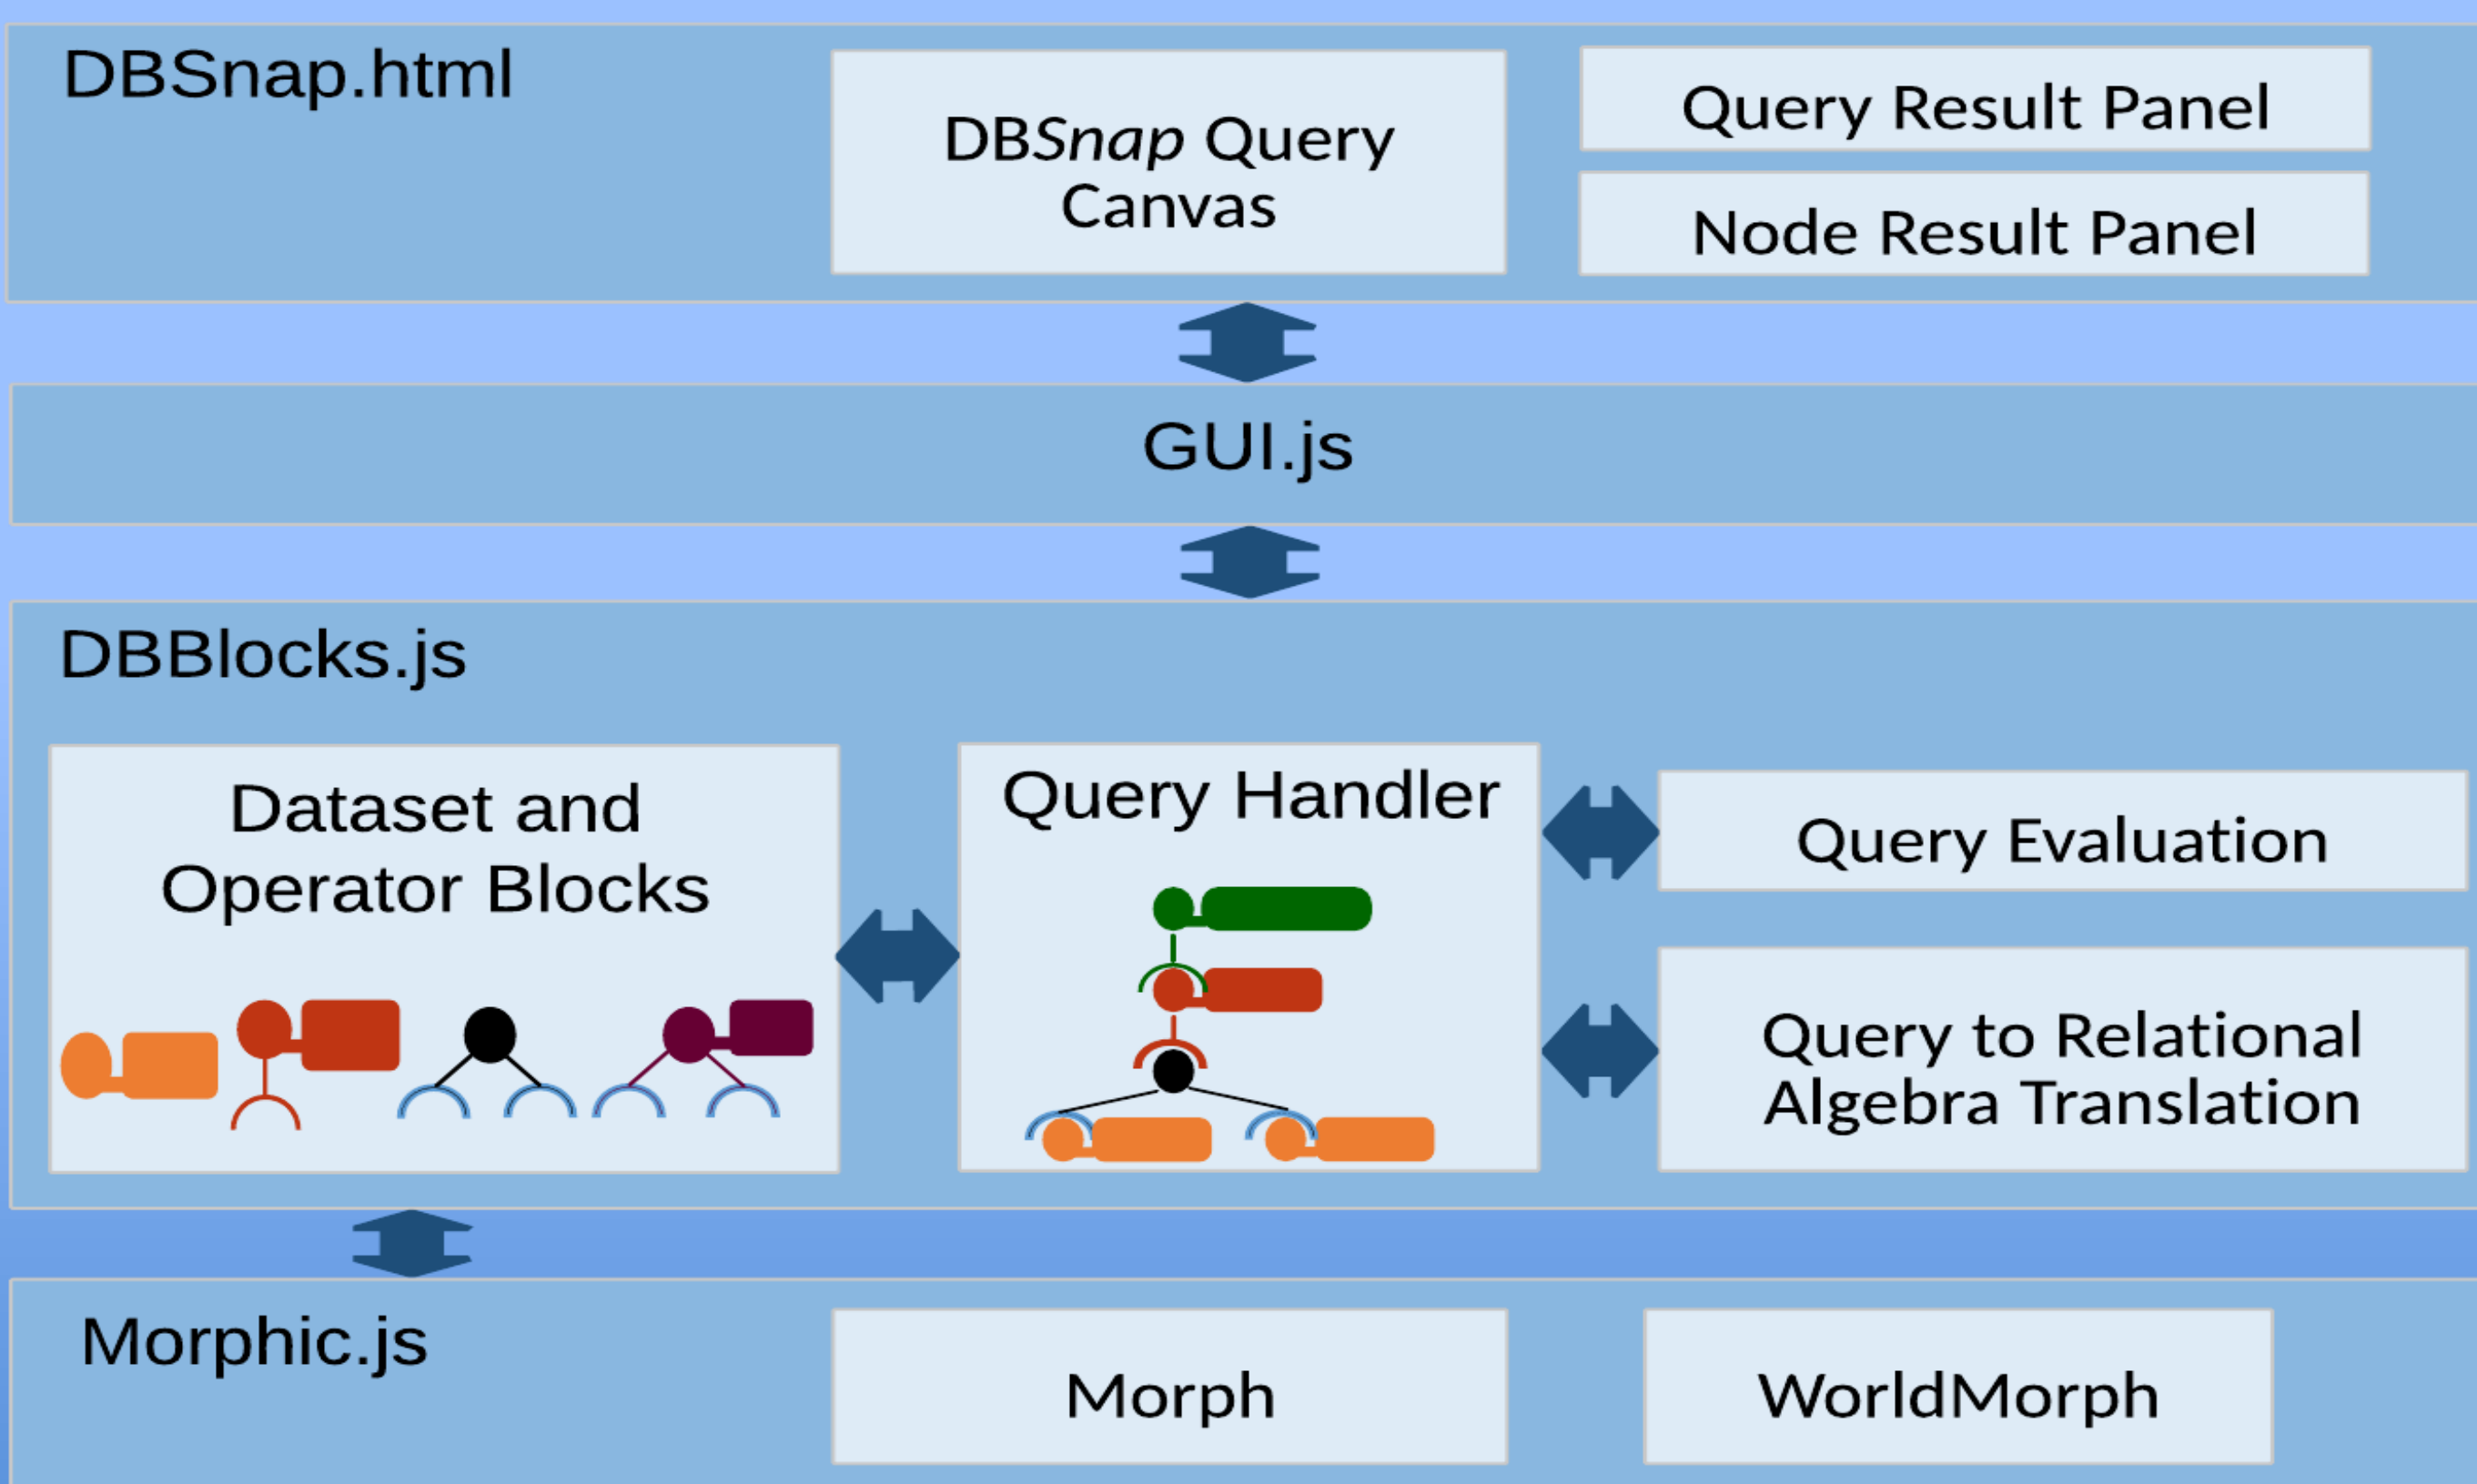 DBSnap.html
DBSnap Query
Canvas
Query Result Panel
Node Result Panel
GUI.js
DBBlocks.js
Dataset and
Operator Blocks
Query Handler
Query Evaluation
Query to Relational
Algebra Translation
Morphic.js
Morph
WorldMorph